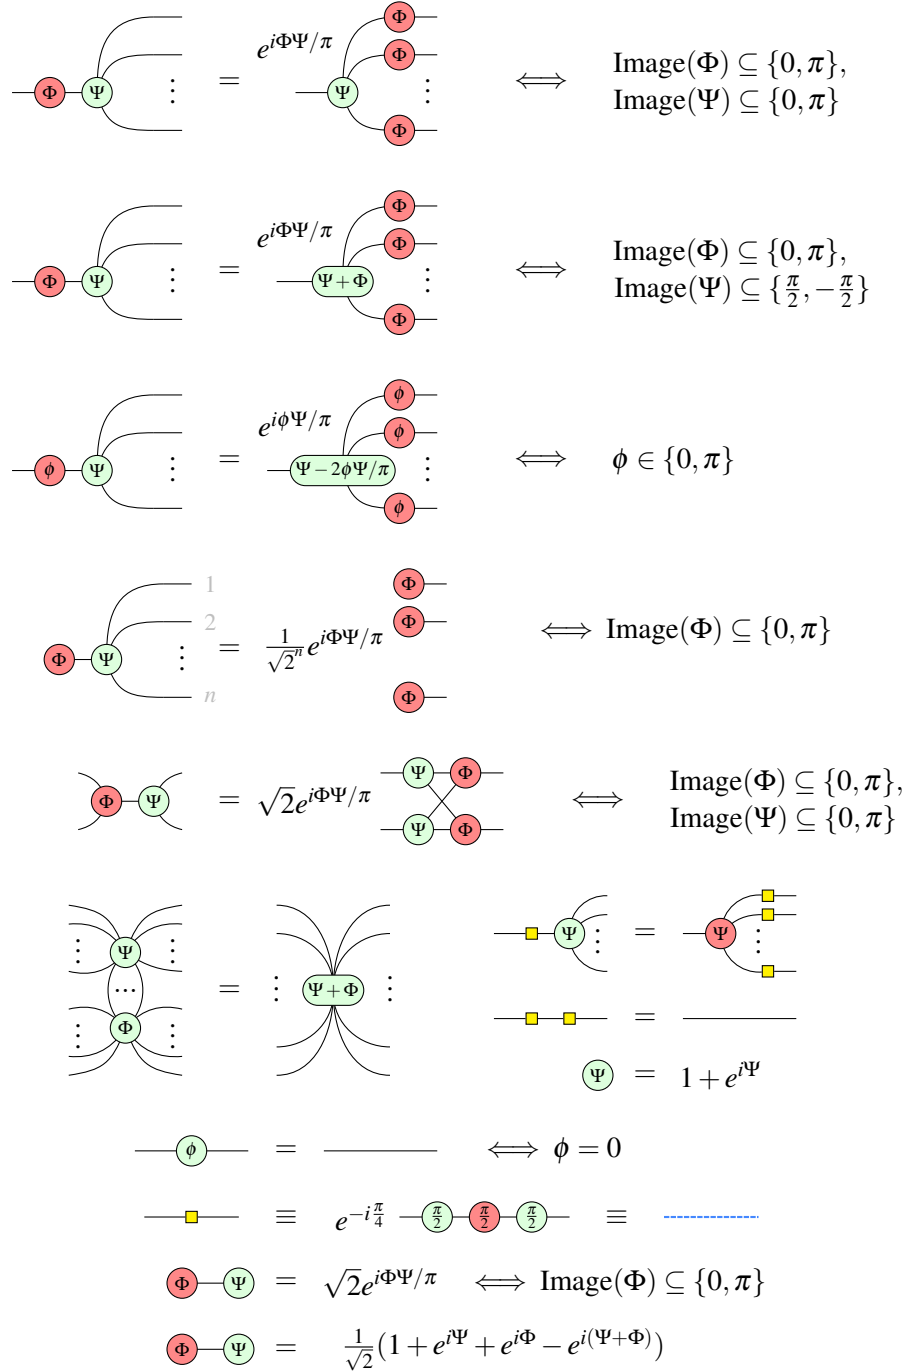 Φ Ψ ⋮ = e^{iΦΨ/π} Ψ Φ Φ ⋮ Φ ⟺ Image(Φ) ⊆ {0, π},
Image(Ψ) ⊆ {0, π}
Φ Ψ ⋮ = e^{iΦΨ/π} Ψ + Φ Φ Φ ⋮ Φ ⟺ Image(Φ) ⊆ {0, π},
Image(Ψ) ⊆ {π/2, −π/2}
ϕ Ψ ⋮ = e^{iϕΨ/π} Ψ − 2ϕΨ/π ϕ ϕ ⋮ ϕ ⟺ ϕ ∈ {0, π}
Φ Ψ 1 2 ⋮ n = 1/√2^n e^{iΦΨ/π} Φ Φ Φ ⟺ Image(Φ) ⊆ {0, π}
Φ Ψ = √2e^{iΦΨ/π} Ψ Φ Ψ Φ ⟺ Image(Φ) ⊆ {0, π},
Image(Ψ) ⊆ {0, π}
⋮ Ψ ⋮ ⋯ ⋮ Φ ⋮ = ⋮ Ψ + Φ ⋮
Ψ ⋮ = Ψ ⋮
=
Ψ = 1 + e^{iΨ}
ϕ = ⟺ ϕ = 0
≡ e^{−iπ/4} π/2 π/2 π/2 ≡
Φ Ψ = √2e^{iΦΨ/π} ⟺ Image(Φ) ⊆ {0, π}
Φ Ψ = 1/√2 (1 + e^{iΨ} + e^{iΦ} − e^{i(Ψ+Φ)})